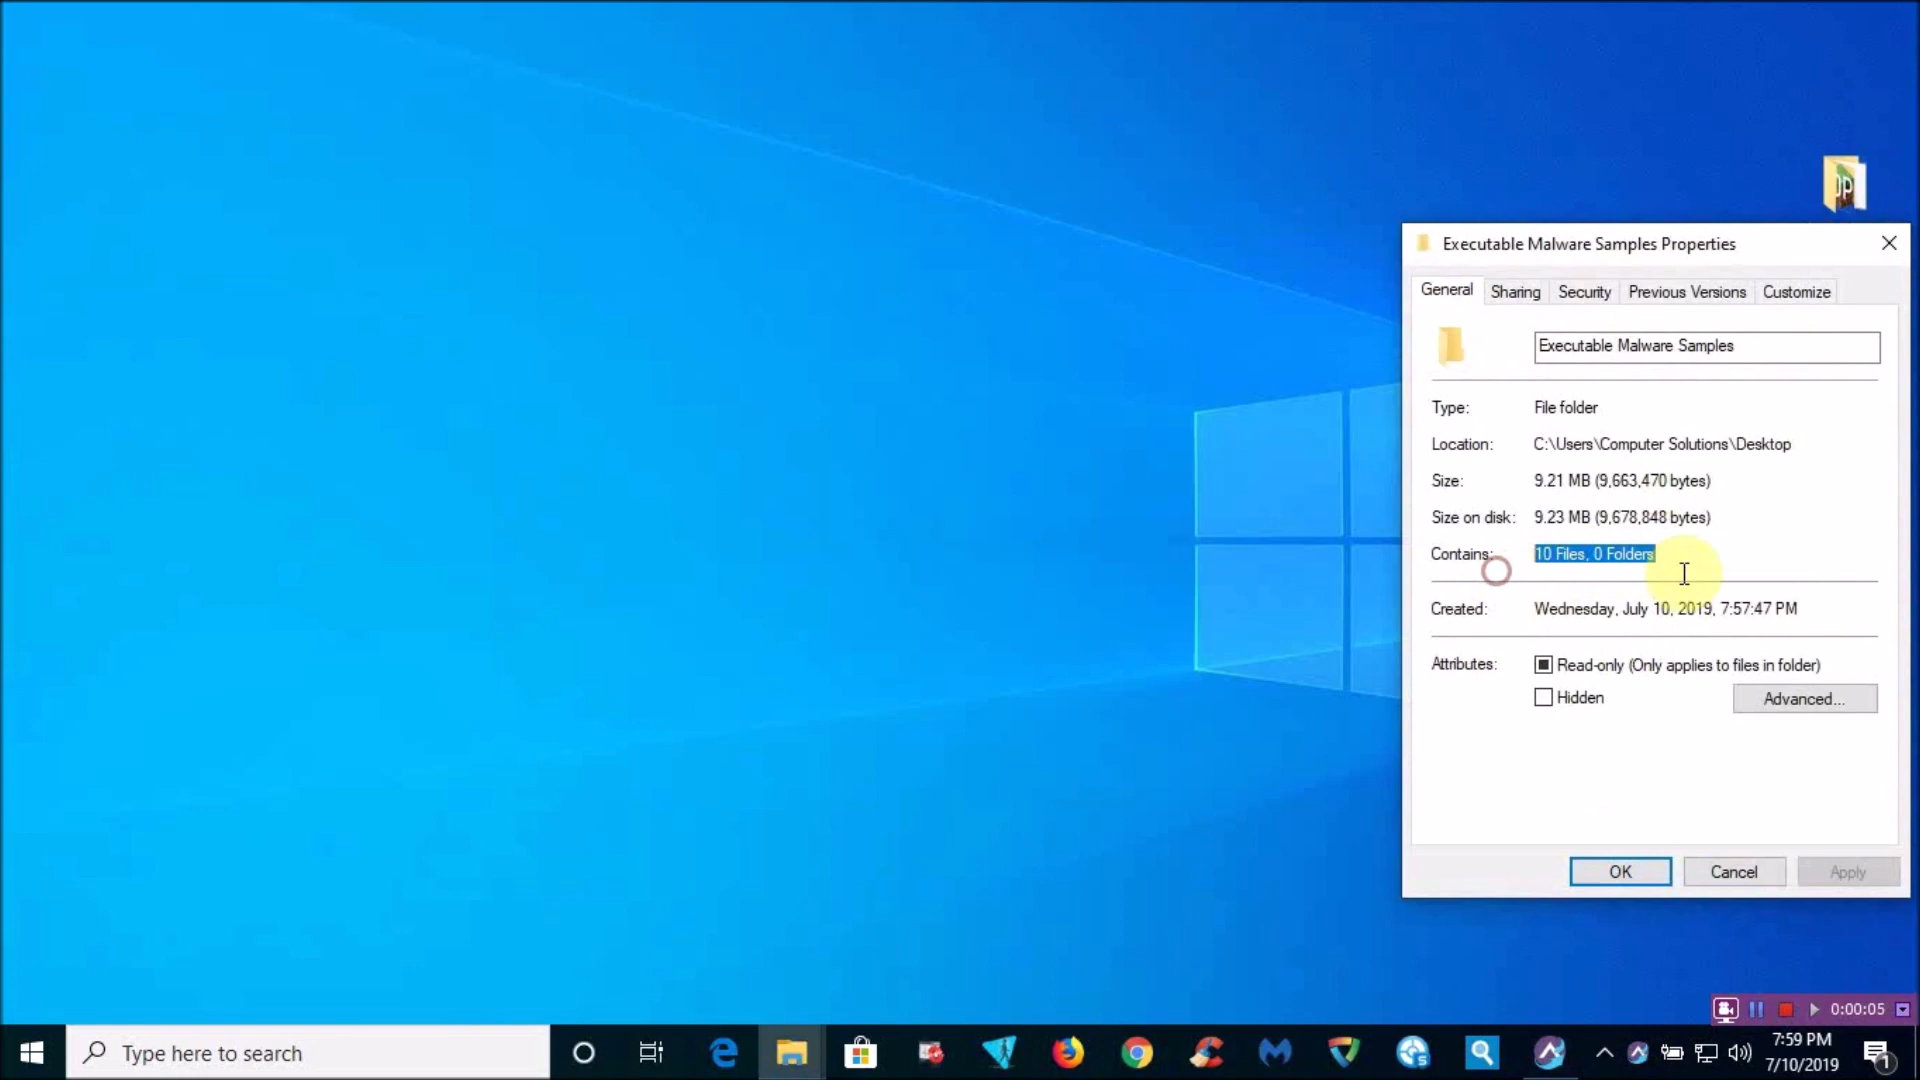 Executable Malware Samples Properties
General Sharing Security Previous Versions Customize
Executable Malware Samples
Type: File folder
Location: C:\Users\Computer Solutions\Desktop
Size: 9.21 MB (9,663,470 bytes)
Size on disk: 9.23 MB (9,678,848 bytes)
Contains: 10 Files, 0 Folders
Created: Wednesday, July 10, 2019, 7:57:47 PM
Attributes: Read-only (Only applies to files in folder)
Hidden Advanced...
OK Cancel Apply
0:00:05
Type here to search
7:59 PM
7/10/2019
1